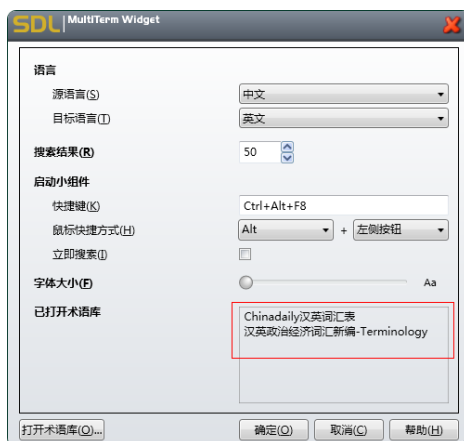 SDL MultiTerm Widget
语言
源语言(S) 中文
目标语言(T) 英文
搜索结果(R) 50
启动小组件
快捷键(K) Ctrl+Alt+F8
鼠标快捷方式(H) Alt + 左侧按钮
立即搜索(I)
字体大小(F) Aa
已打开术语库
Chinadaily汉英词汇表
汉英政治经济词汇新编-Terminology
打开术语库(O)... 确定(O) 取消(C) 帮助(H)